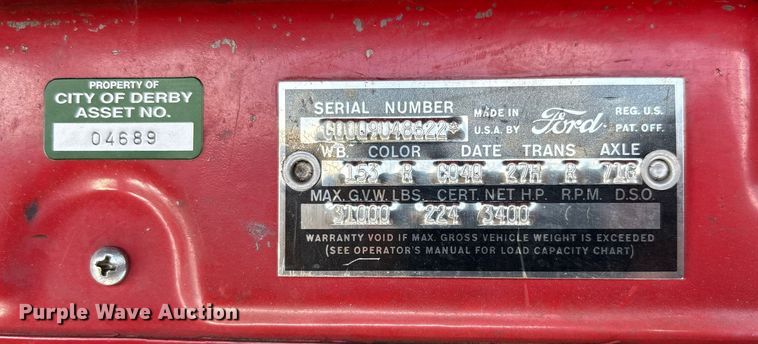 PROPERTY OF
CITY OF DERBY
ASSET NO.
04689
SERIAL NUMBER
MADE IN
U.S.A. BY
Ford
REG. U.S.
PAT. OFF.
W.B. COLOR DATE TRANS AXLE
153 R 27H R
MAX. G.V.W. LBS. CERT. NET H.P. R.P.M. D.S.O.
31000 224 3400
WARRANTY VOID IF MAX. GROSS VEHICLE WEIGHT IS EXCEEDED
(SEE OPERATOR'S MANUAL FOR LOAD CAPACITY CHART)
Purple Wave Auction